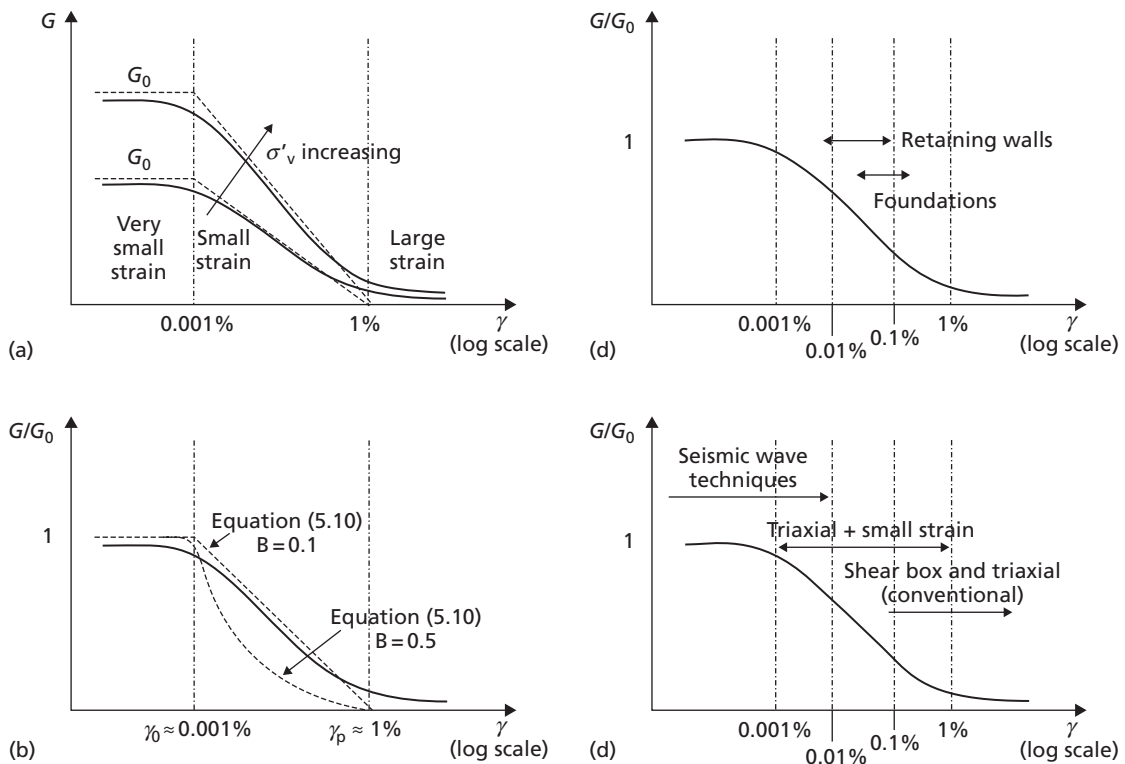 G
G₀
σ'ᵥ increasing
G₀
Very
small
strain
Small
strain
Large
strain
0.001%
1%
γ
(log scale)
(a)
G/G₀
1
Retaining walls
Foundations
0.001%
0.01%
0.1%
1%
γ
(log scale)
(d)
G/G₀
1
Equation (5.10)
B = 0.1
Equation (5.10)
B = 0.5
γ₀ ≈ 0.001%
γₚ ≈ 1%
γ
(log scale)
(b)
G/G₀
Seismic wave
techniques
1
Triaxial + small strain
Shear box and triaxial
(conventional)
0.001%
0.01%
0.1%
1%
γ
(log scale)
(d)